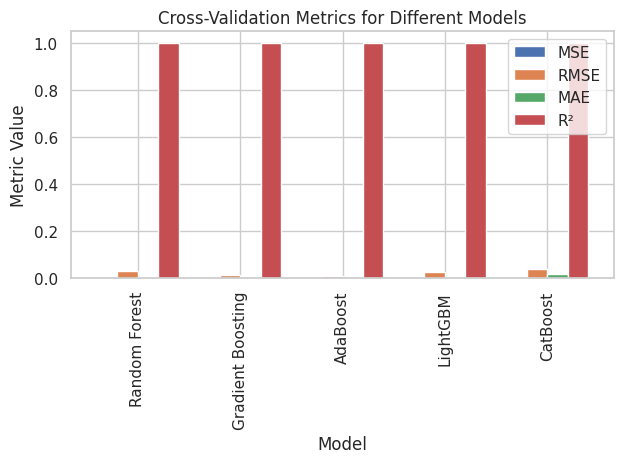 Cross-Validation Metrics for Different Models
1.0
0.8
0.6
0.4
0.2
0.0
Metric Value
MSE
RMSE
MAE
R²
Random Forest
Gradient Boosting
AdaBoost
LightGBM
CatBoost
Model